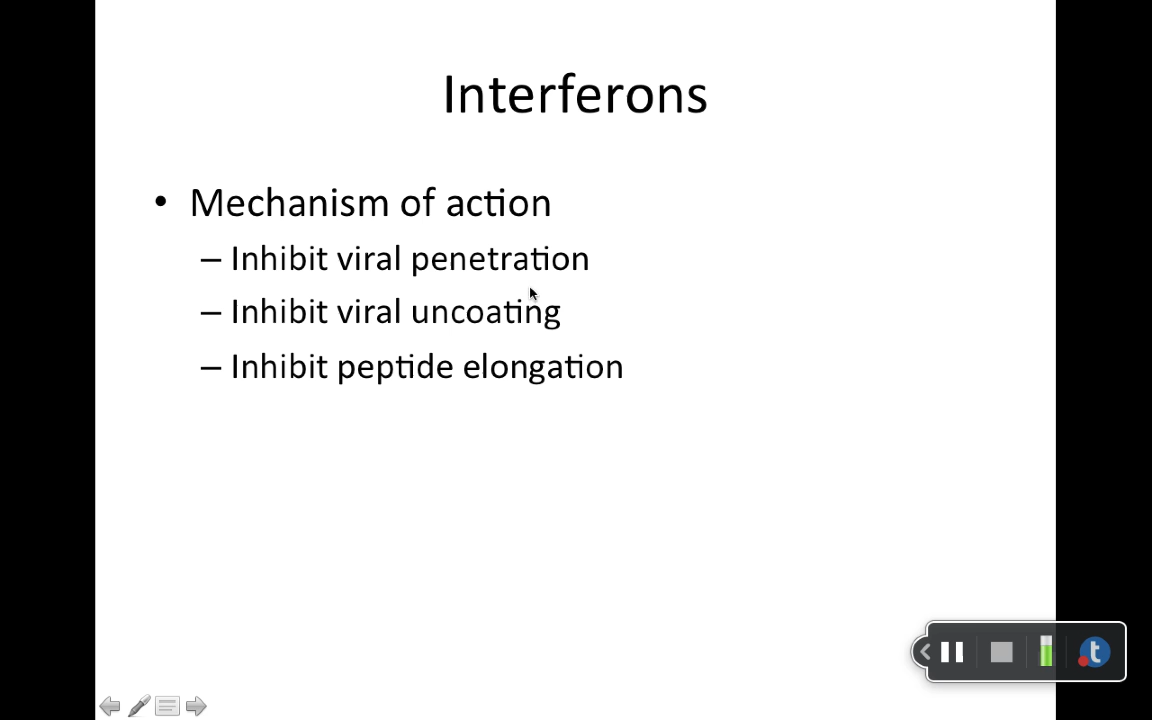 Interferons
• Mechanism of action
– Inhibit viral penetration
– Inhibit viral uncoating
– Inhibit peptide elongation
t